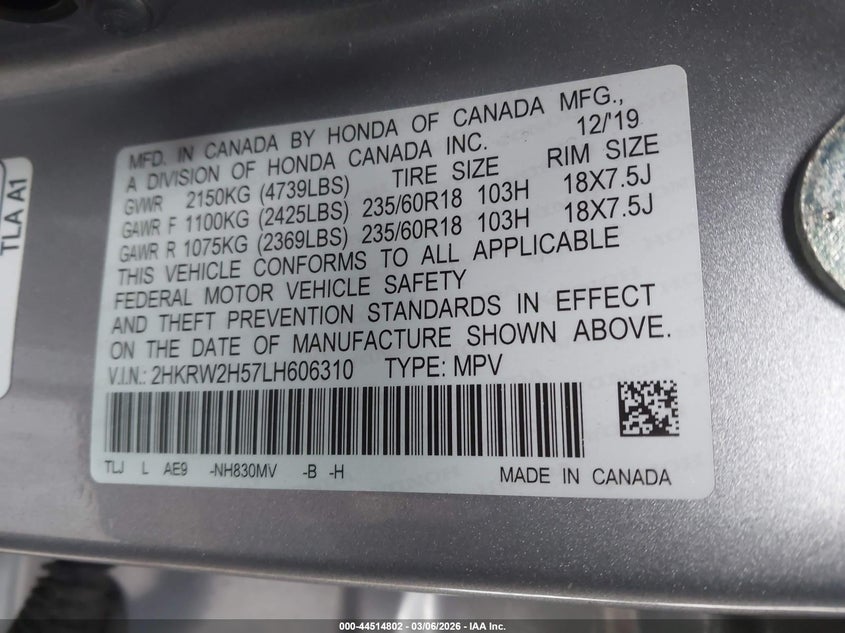 MFD. IN CANADA BY HONDA OF CANADA MFG.,
A DIVISION OF HONDA CANADA INC. 12/'19
GVWR 2150KG (4739LBS) TIRE SIZE RIM SIZE
GAWR F 1100KG (2425LBS) 235/60R18 103H 18X7.5J
GAWR R 1075KG (2369LBS) 235/60R18 103H 18X7.5J
THIS VEHICLE CONFORMS TO ALL APPLICABLE
FEDERAL MOTOR VEHICLE SAFETY
AND THEFT PREVENTION STANDARDS IN EFFECT
ON THE DATE OF MANUFACTURE SHOWN ABOVE.
V.I.N.: 2HKRW2H57LH606310 TYPE: MPV
TLJ L AE9 -NH830MV -B -H MADE IN CANADA
TLA A1
000-44514802 - 03/06/2026 - IAA Inc.